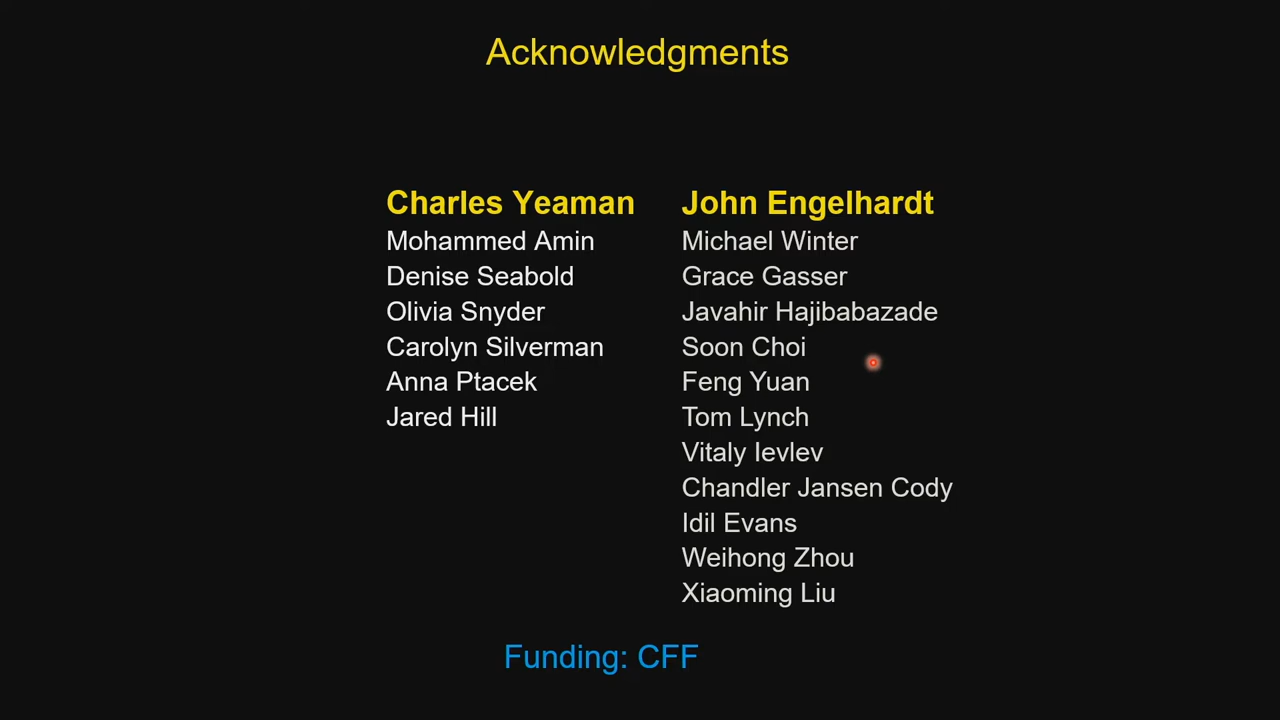 Acknowledgments
Charles Yeaman
Mohammed Amin
Denise Seabold
Olivia Snyder
Carolyn Silverman
Anna Ptacek
Jared Hill
John Engelhardt
Michael Winter
Grace Gasser
Javahir Hajibabazade
Soon Choi
Feng Yuan
Tom Lynch
Vitaly Ievlev
Chandler Jansen Cody
Idil Evans
Weihong Zhou
Xiaoming Liu
Funding: CFF